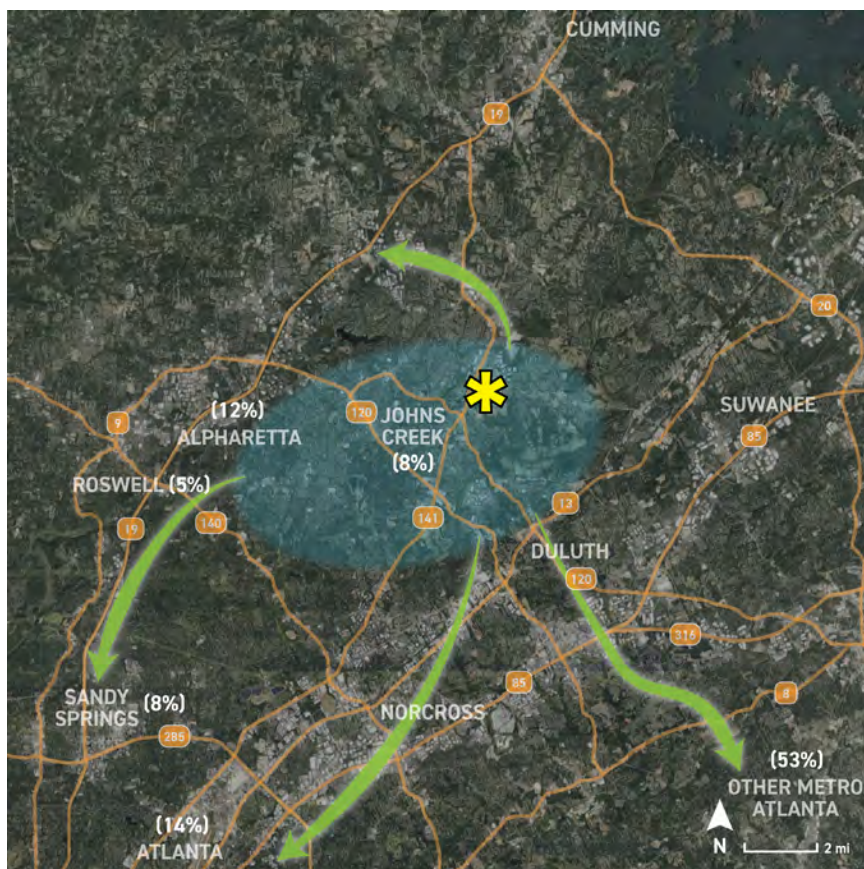 CUMMING
19
20
(12%)
120
JOHNS
SUWANEE
9
ALPHARETTA
CREEK
85
(8%)
ROSWELL (5%)
13
19
140
141
DULUTH
120
316
85
8
SANDY
SPRINGS (8%)
NORCROSS
285
(53%)
OTHER METRO
ATLANTA
(14%)
ATLANTA
N
2 mi